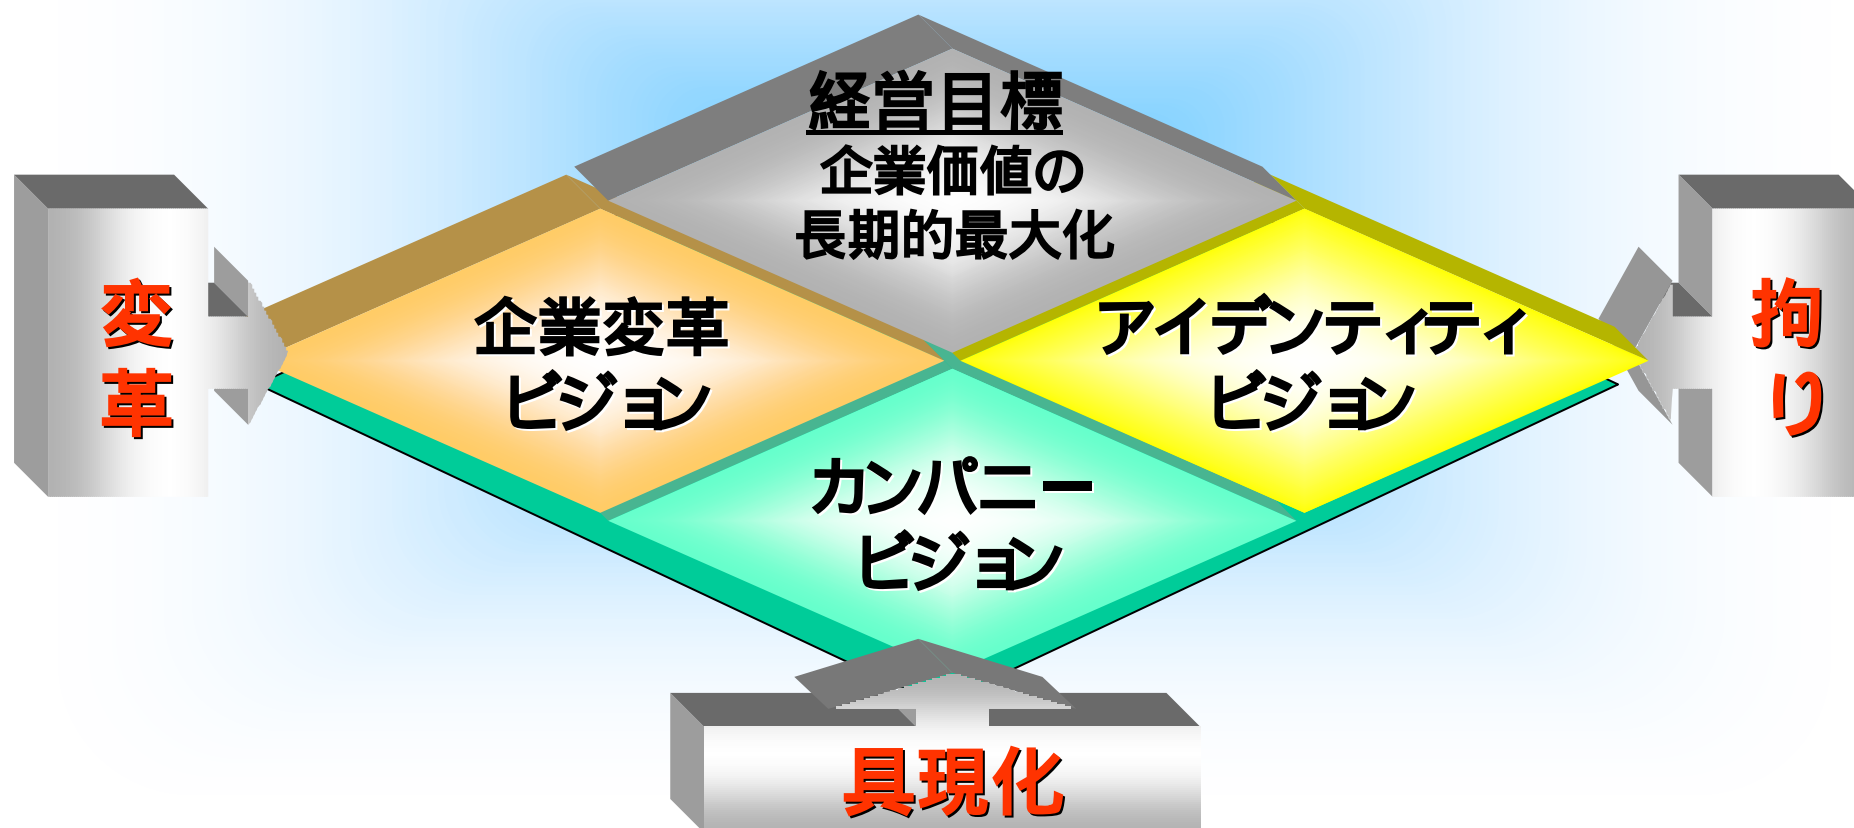 経営目標
企業価値の
長期的最大化
変
革
企業変革
ビジョン
アイデンティティ
ビジョン
拘
り
カンパニー
ビジョン
具現化